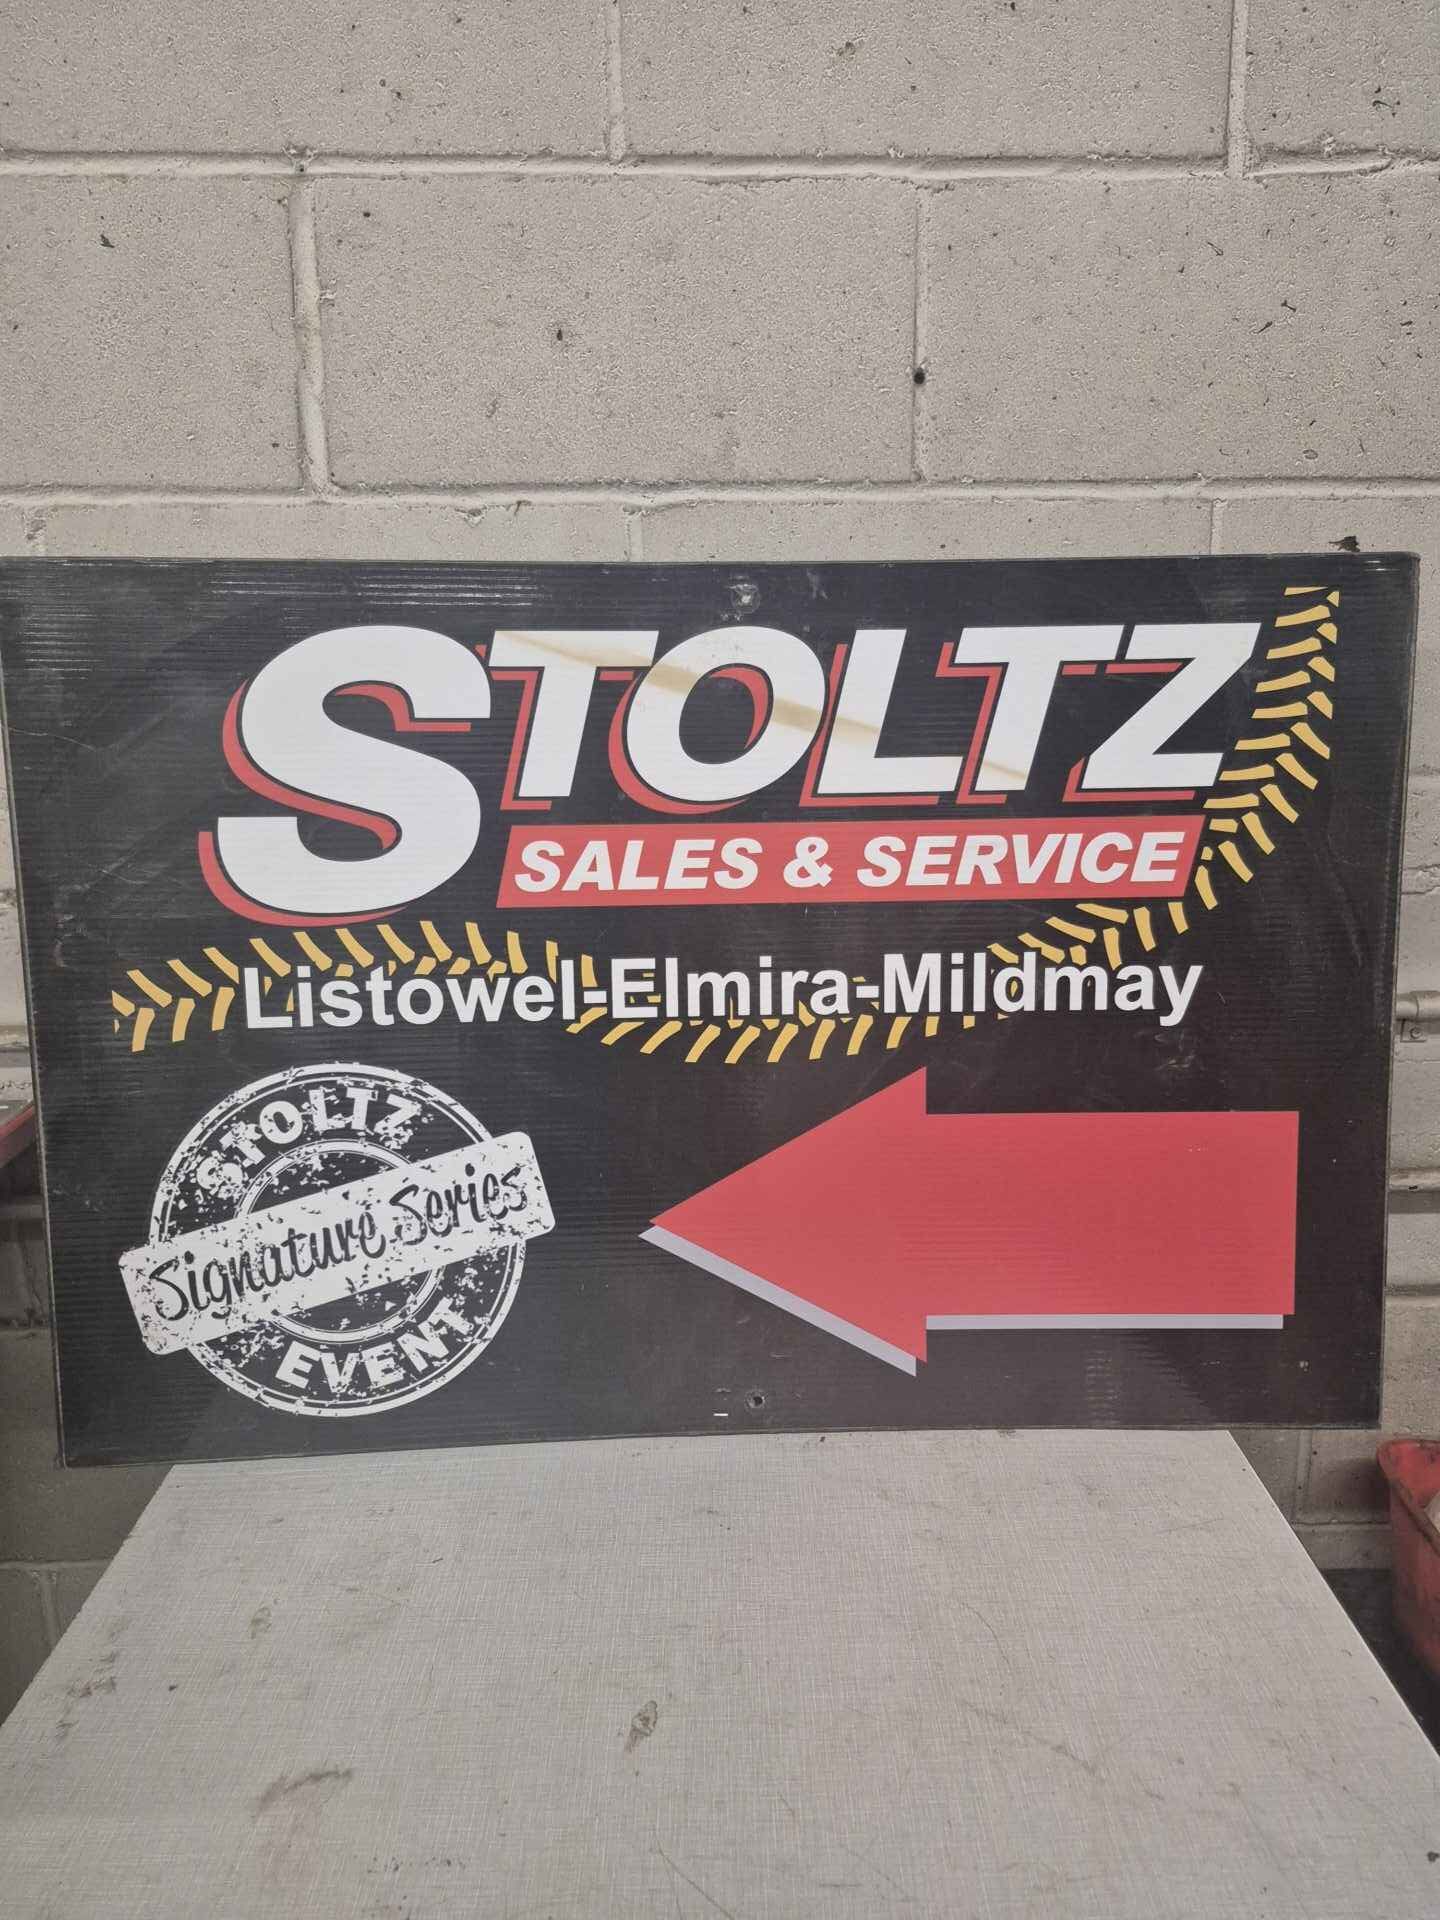 STOLTZ
SALES & SERVICE
Listowel-Elmira-Mildmay
STOLTZ
Signature Series
EVENT